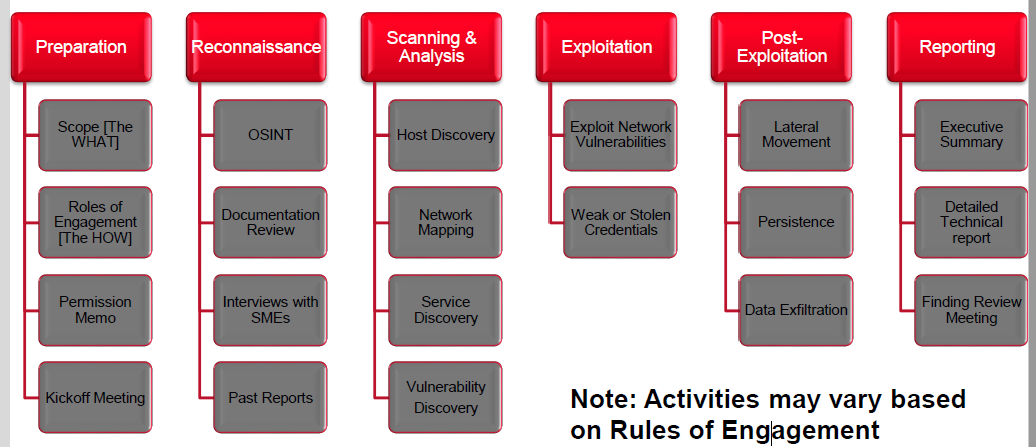 Preparation
Scope [The
WHAT]
Roles of
Engagement
[The HOW]
Permission
Memo
Kickoff Meeting
Reconnaissance
OSINT
Documentation
Review
Interviews with
SMEs
Past Reports
Scanning &
Analysis
Host Discovery
Network
Mapping
Service
Discovery
Vulnerability
Discovery
Exploitation
Exploit Network
Vulnerabilities
Weak or Stolen
Credentials
Post-
Exploitation
Lateral
Movement
Persistence
Data Exfiltration
Reporting
Executive
Summary
Detailed
Technical
report
Finding Review
Meeting
Note: Activities may vary based
on Rules of Engagement